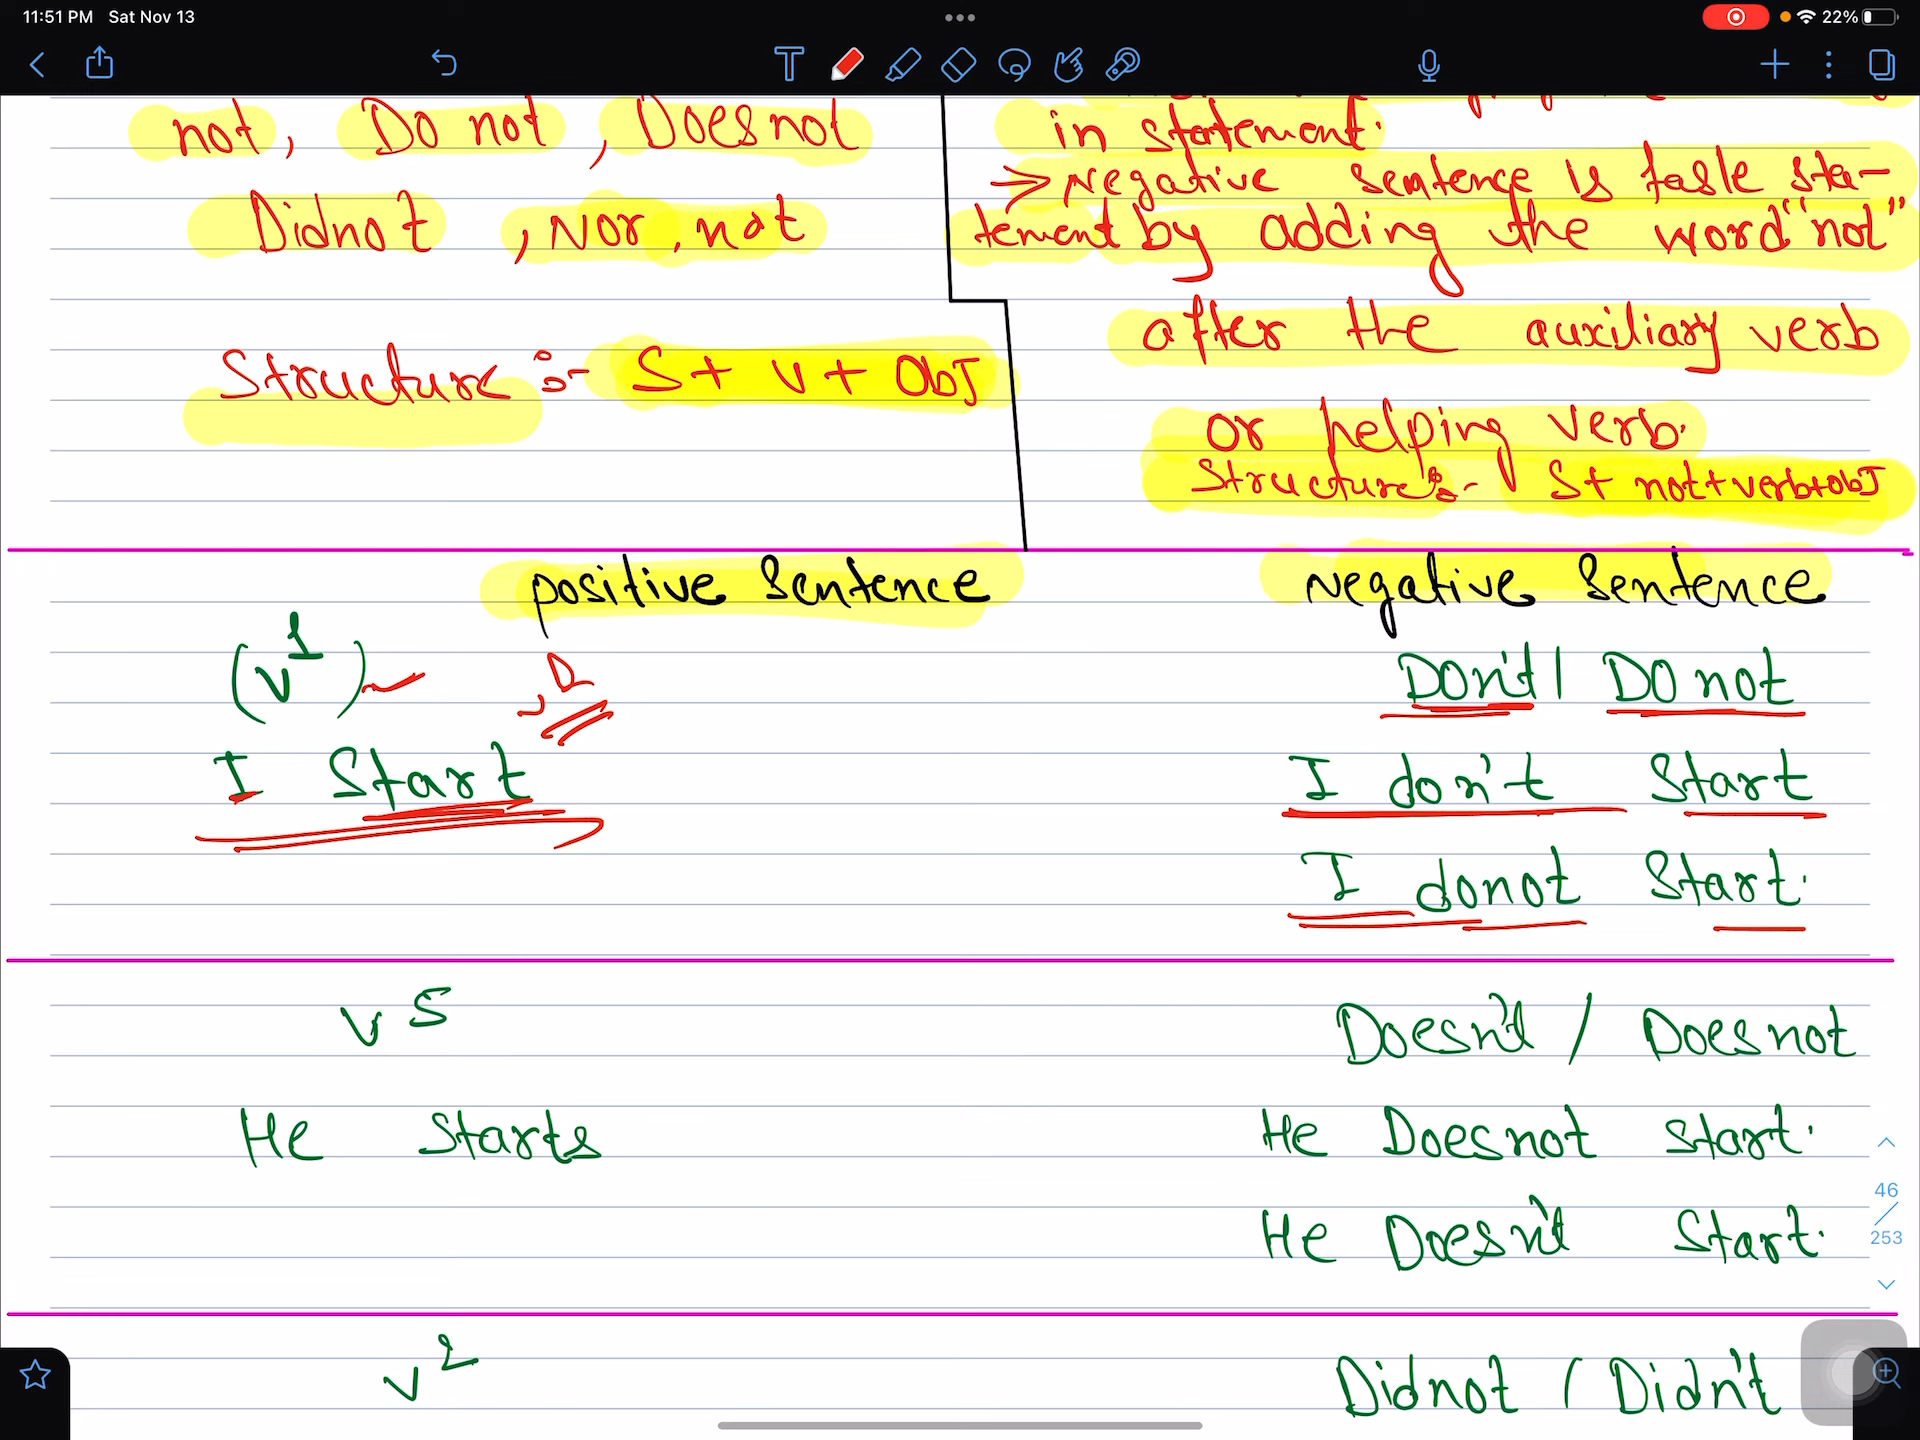 11:51 PM Sat Nov 13
22%
not, Do not, Does not
Didnot, Nor, not
Structure :- S + V + Obj
in statement.
→ Negative sentence is fasle sta-
tement by adding the word "not"
after the auxiliary verb
or helping verb.
Structure :- S + not + verb + obj
positive Sentence
Negative Sentence
(v1)
Don't / Do not
I Start
I don't Start
I donot Start.
v s
Doesn't / Does not
He Starts
He Doesnot Start.
He Doesn't Start.
46
253
v2
Didnot / Didn't